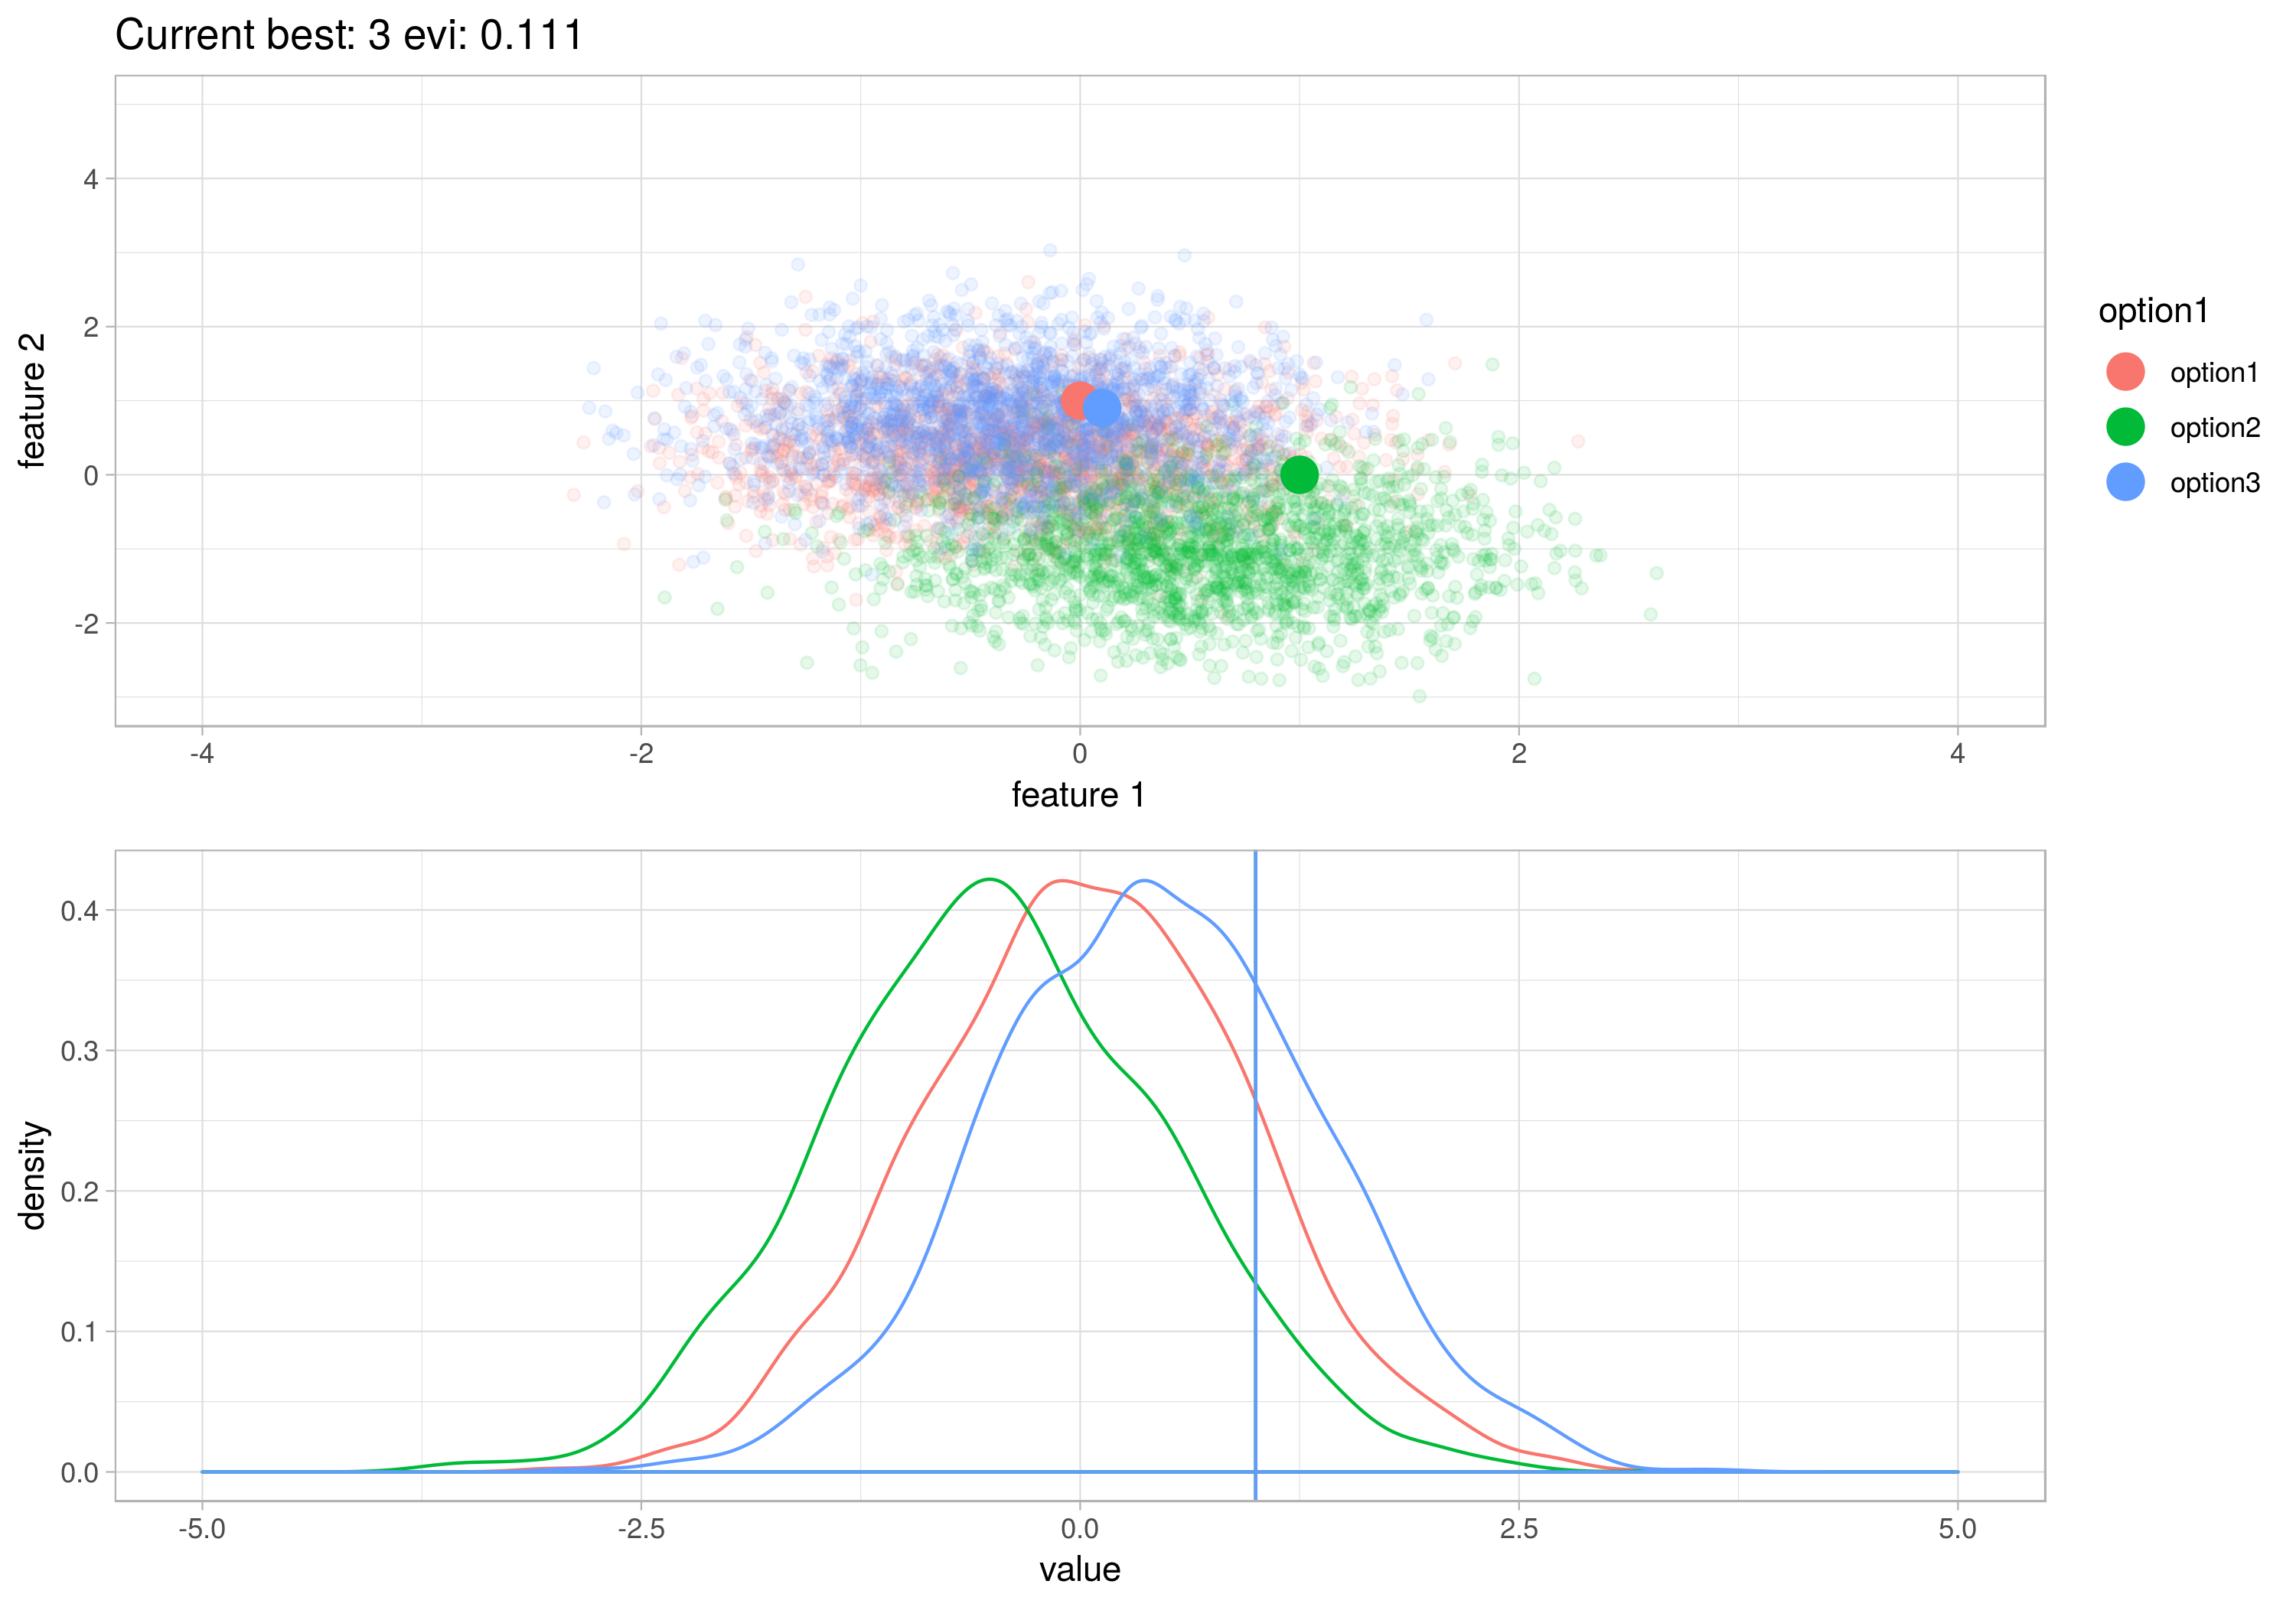 Current best: 3 evi: 0.111
4
2
0
-2
feature 2
-4 -2 0 2 4
feature 1
option1
option1
option2
option3
0.4
0.3
0.2
0.1
0.0
density
-5.0 -2.5 0.0 2.5 5.0
value